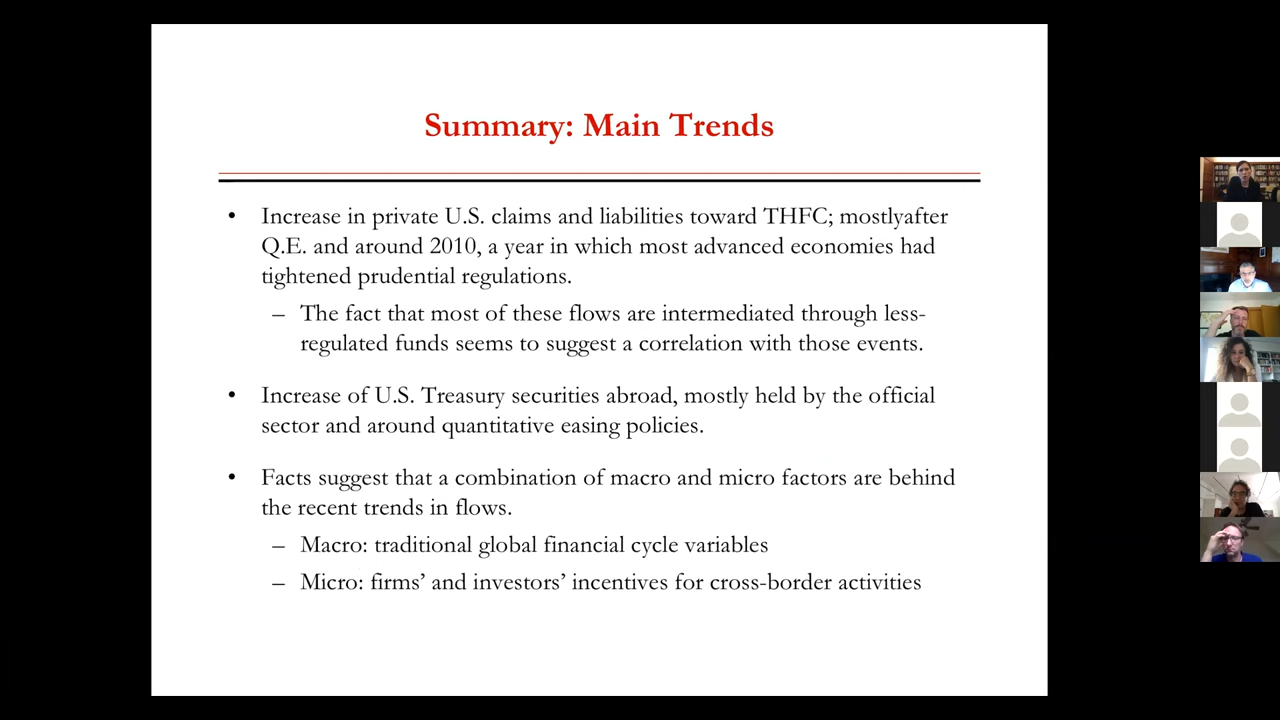 Summary: Main Trends
• Increase in private U.S. claims and liabilities toward THFC; mostlyafter
Q.E. and around 2010, a year in which most advanced economies had
tightened prudential regulations.
– The fact that most of these flows are intermediated through less-
regulated funds seems to suggest a correlation with those events.
• Increase of U.S. Treasury securities abroad, mostly held by the official
sector and around quantitative easing policies.
• Facts suggest that a combination of macro and micro factors are behind
the recent trends in flows.
– Macro: traditional global financial cycle variables
– Micro: firms’ and investors’ incentives for cross-border activities